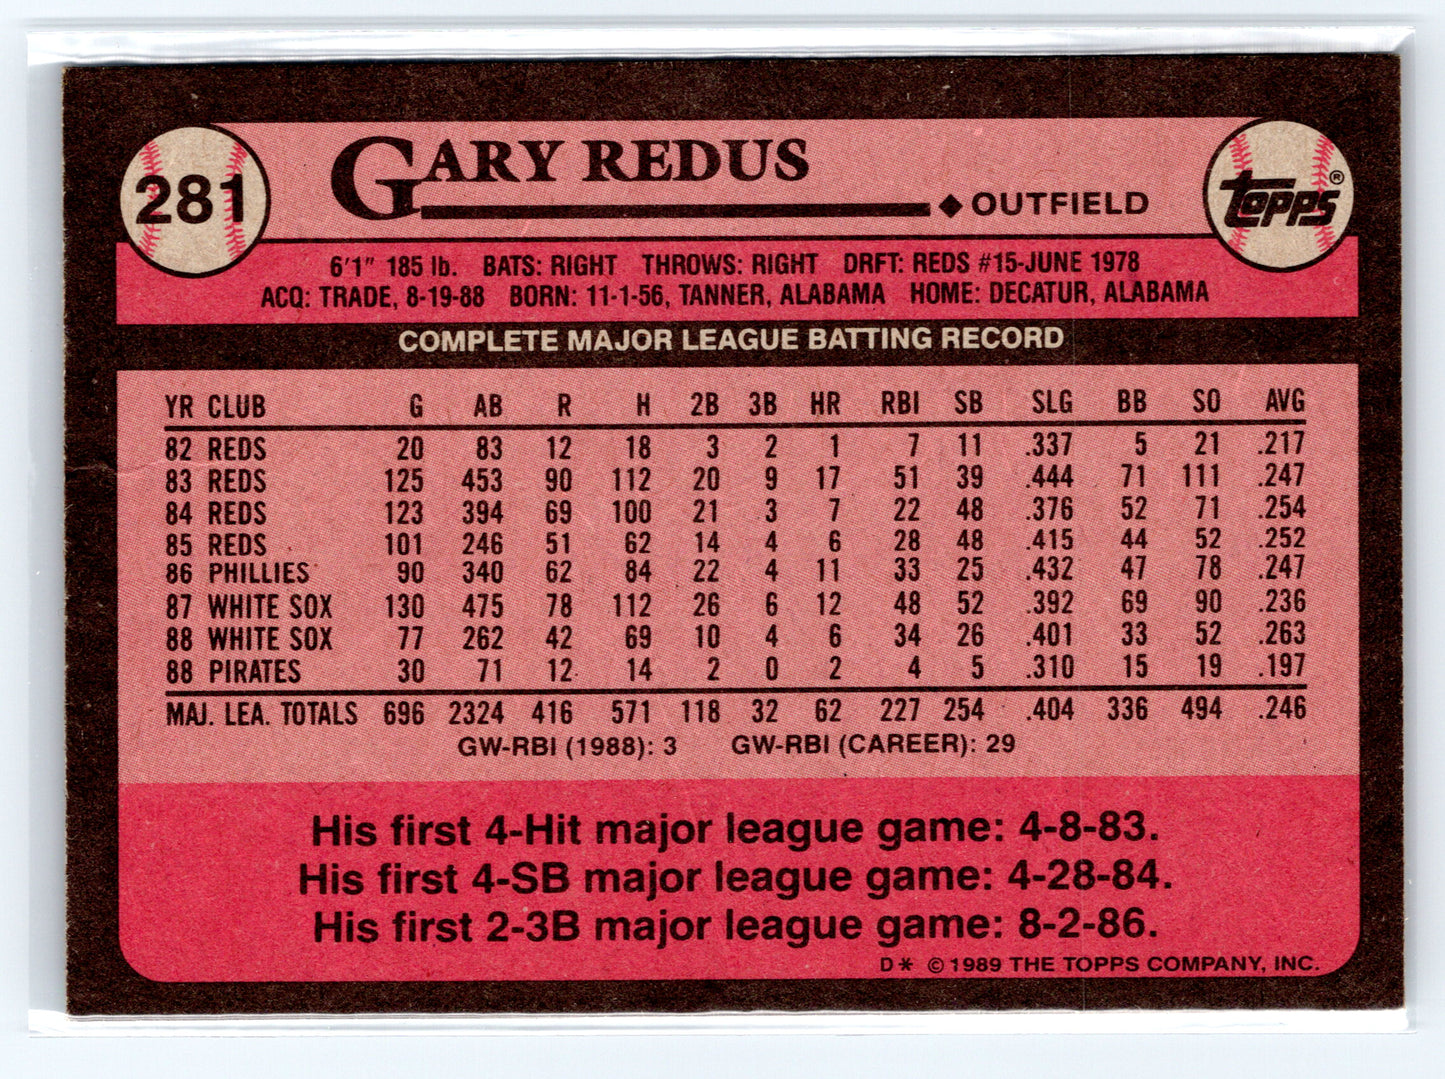 281
GARY REDUS
◆ OUTFIELD
TOPPS®
6'1" 185 lb. BATS: RIGHT THROWS: RIGHT DRFT: REDS #15-JUNE 1978
ACQ: TRADE, 8-19-88 BORN: 11-1-56, TANNER, ALABAMA HOME: DECATUR, ALABAMA
COMPLETE MAJOR LEAGUE BATTING RECORD
YR CLUB G AB R H 2B 3B HR RBI SB SLG BB SO AVG
82 REDS 20 83 12 18 3 2 1 7 11 .337 5 21 .217
83 REDS 125 453 90 112 20 9 17 51 39 .444 71 111 .247
84 REDS 123 394 69 100 21 3 7 22 48 .376 52 71 .254
85 REDS 101 246 51 62 14 4 6 28 48 .415 44 52 .252
86 PHILLIES 90 340 62 84 22 4 11 33 25 .432 47 78 .247
87 WHITE SOX 130 475 78 112 26 6 12 48 52 .392 69 90 .236
88 WHITE SOX 77 262 42 69 10 4 6 34 26 .401 33 52 .263
88 PIRATES 30 71 12 14 2 0 2 4 5 .310 15 19 .197
MAJ. LEA. TOTALS 696 2324 416 571 118 32 62 227 254 .404 336 494 .246
GW-RBI (1988): 3 GW-RBI (CAREER): 29
His first 4-Hit major league game: 4-8-83.
His first 4-SB major league game: 4-28-84.
His first 2-3B major league game: 8-2-86.
D* © 1989 THE TOPPS COMPANY, INC.